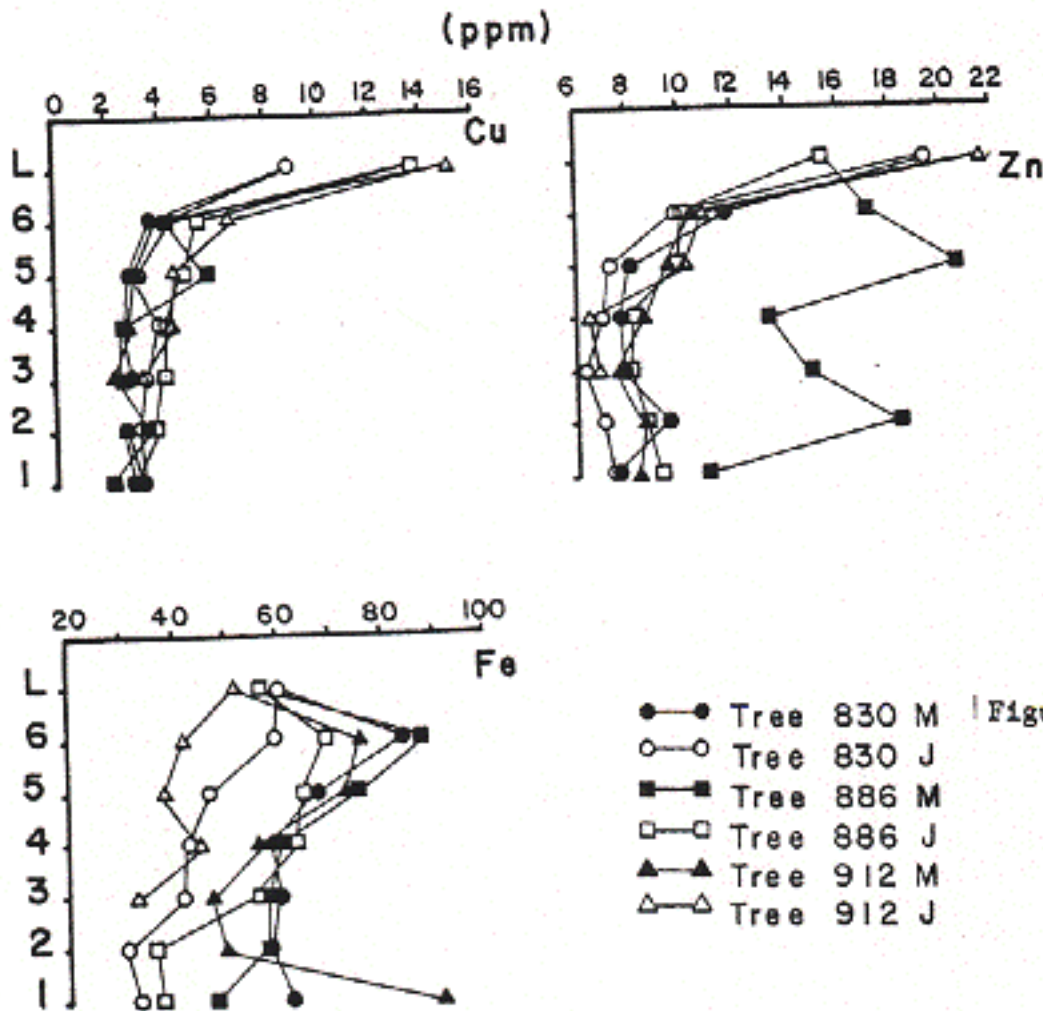 (ppm)
0 2 4 6 8 10 12 14 16
Cu
L
6
5
4
3
2
1
6 8 10 12 14 16 18 20 22
Zn
20 40 60 80 100
Fe
L
6
5
4
3
2
1
Tree 830 M
Tree 830 J
Tree 886 M
Tree 886 J
Tree 912 M
Tree 912 J
Figu